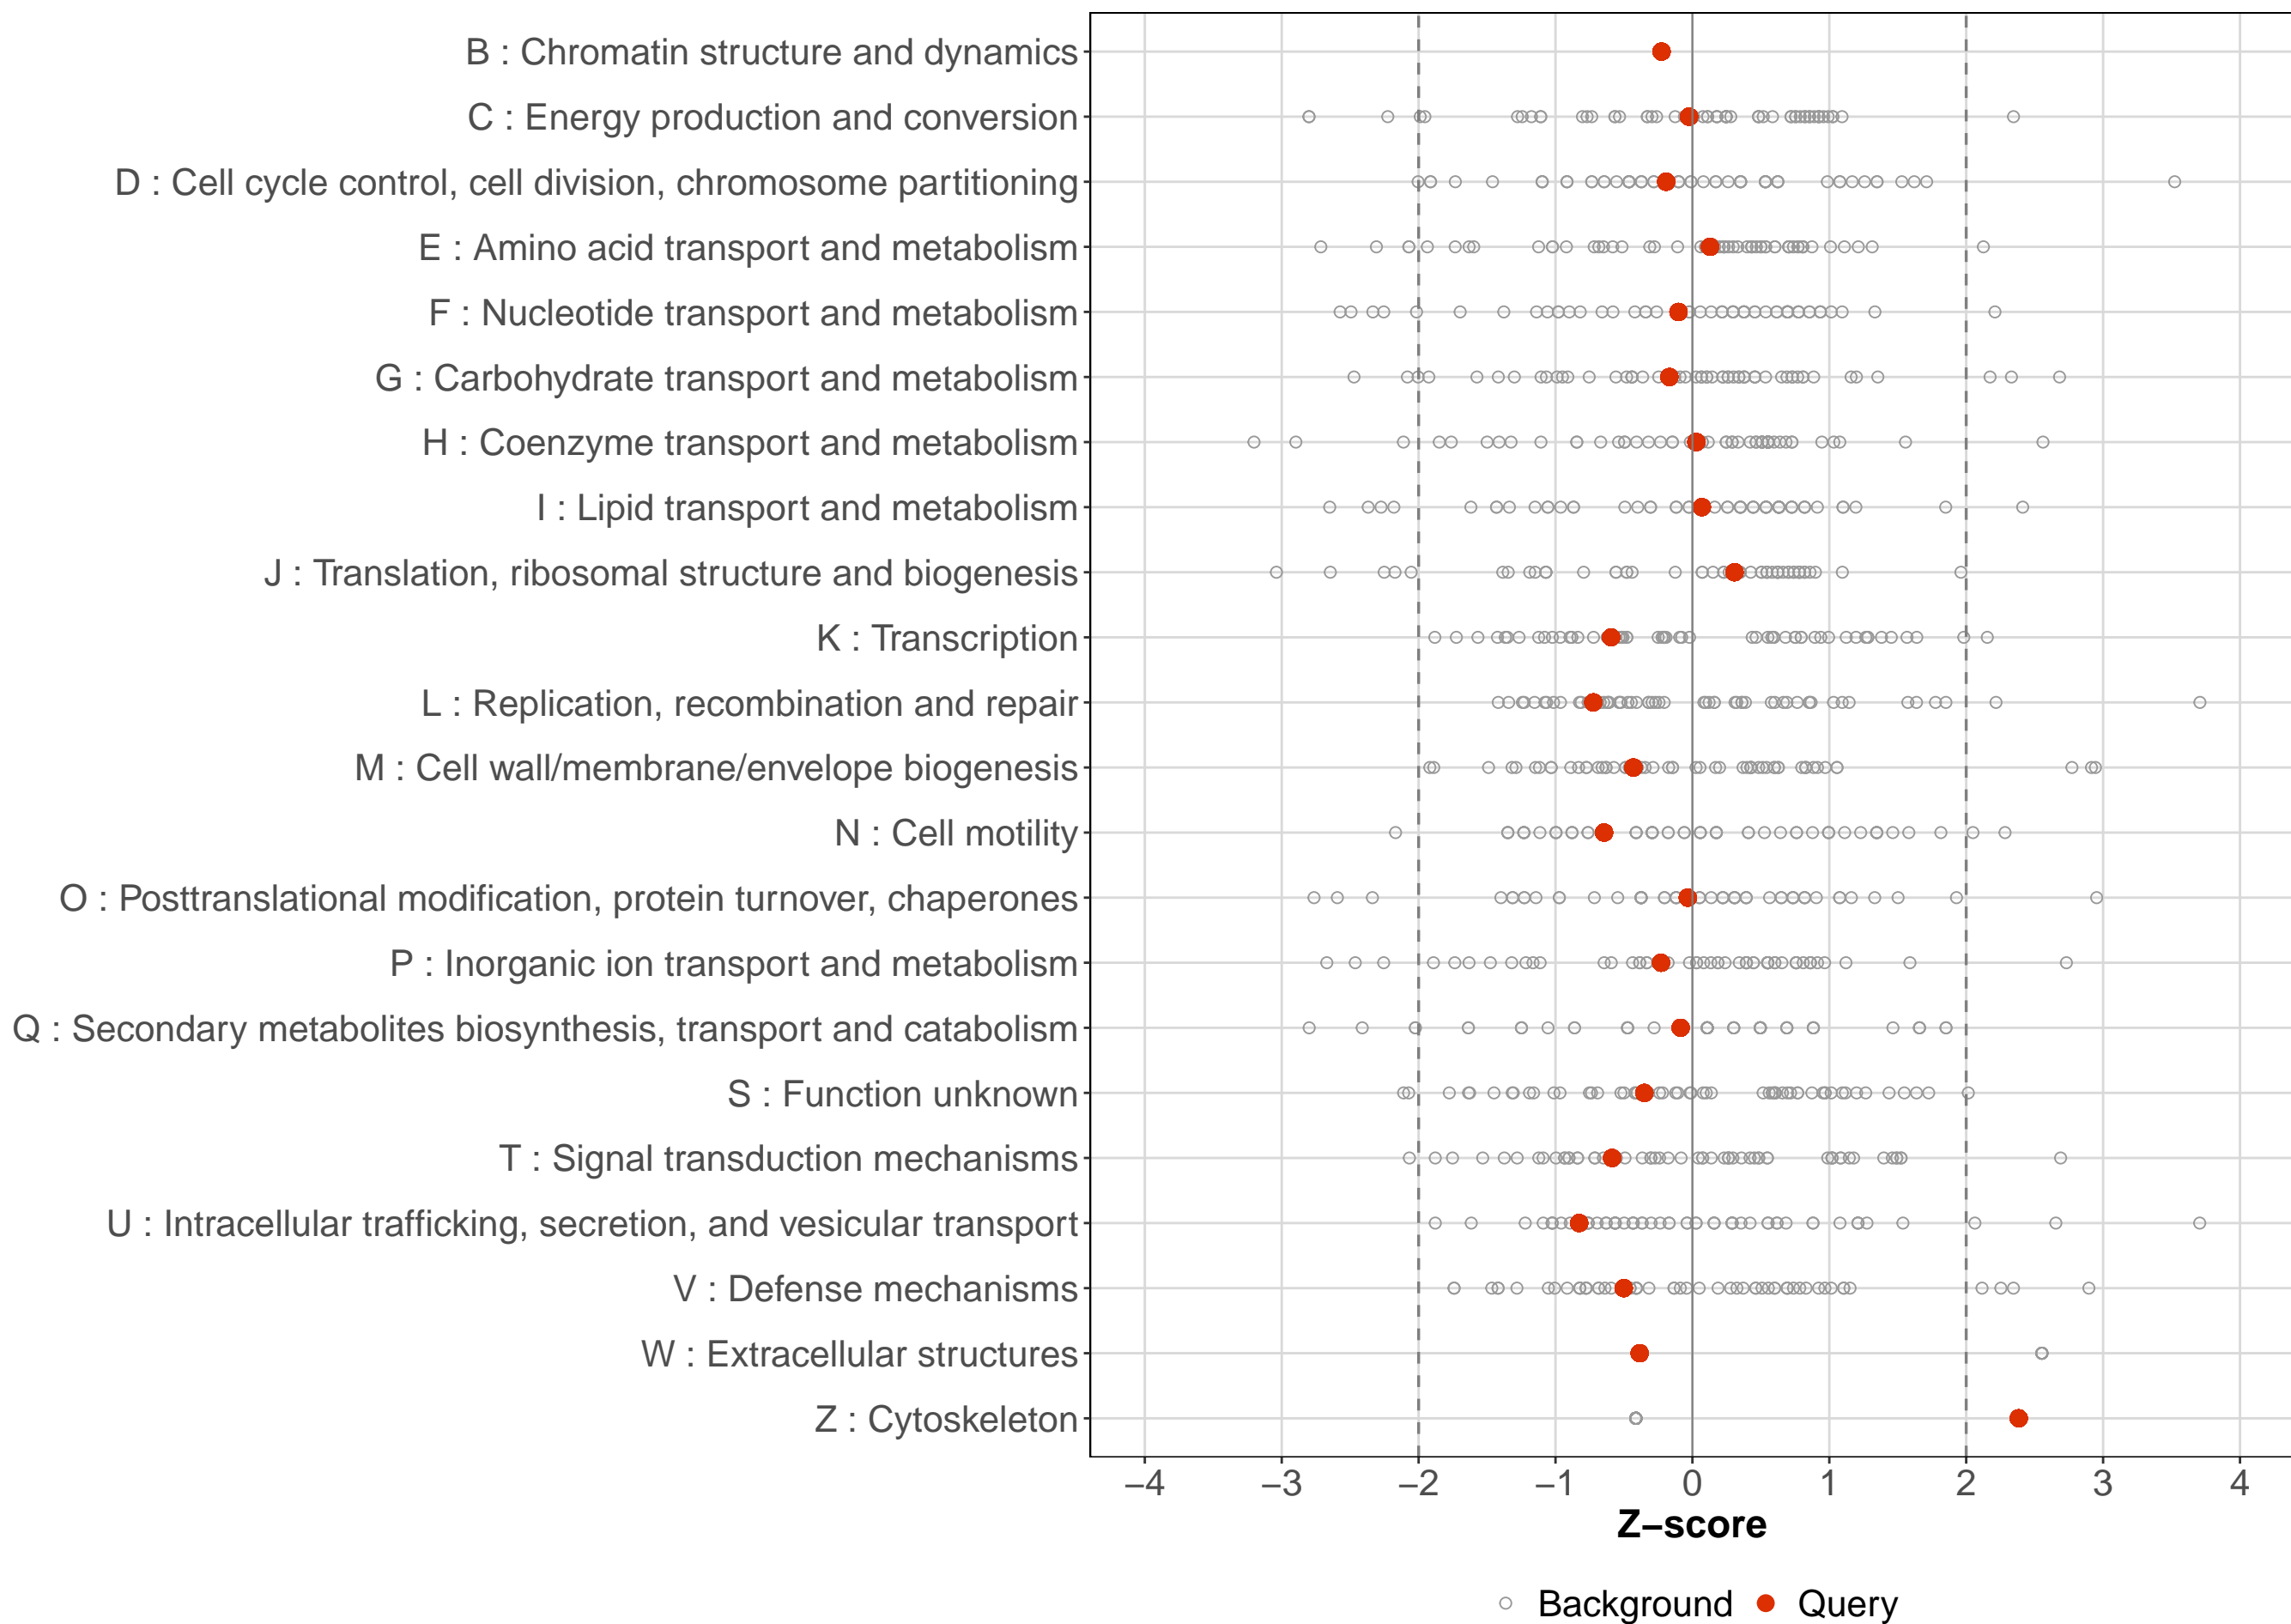 B : Chromatin structure and dynamics
C : Energy production and conversion
D : Cell cycle control, cell division, chromosome partitioning
E : Amino acid transport and metabolism
F : Nucleotide transport and metabolism
G : Carbohydrate transport and metabolism
H : Coenzyme transport and metabolism
I : Lipid transport and metabolism
J : Translation, ribosomal structure and biogenesis
K : Transcription
L : Replication, recombination and repair
M : Cell wall/membrane/envelope biogenesis
N : Cell motility
O : Posttranslational modification, protein turnover, chaperones
P : Inorganic ion transport and metabolism
Q : Secondary metabolites biosynthesis, transport and catabolism
S : Function unknown
T : Signal transduction mechanisms
U : Intracellular trafficking, secretion, and vesicular transport
V : Defense mechanisms
W : Extracellular structures
Z : Cytoskeleton
−4 −3 −2 −1 0 1 2 3 4
Z−score
Background Query